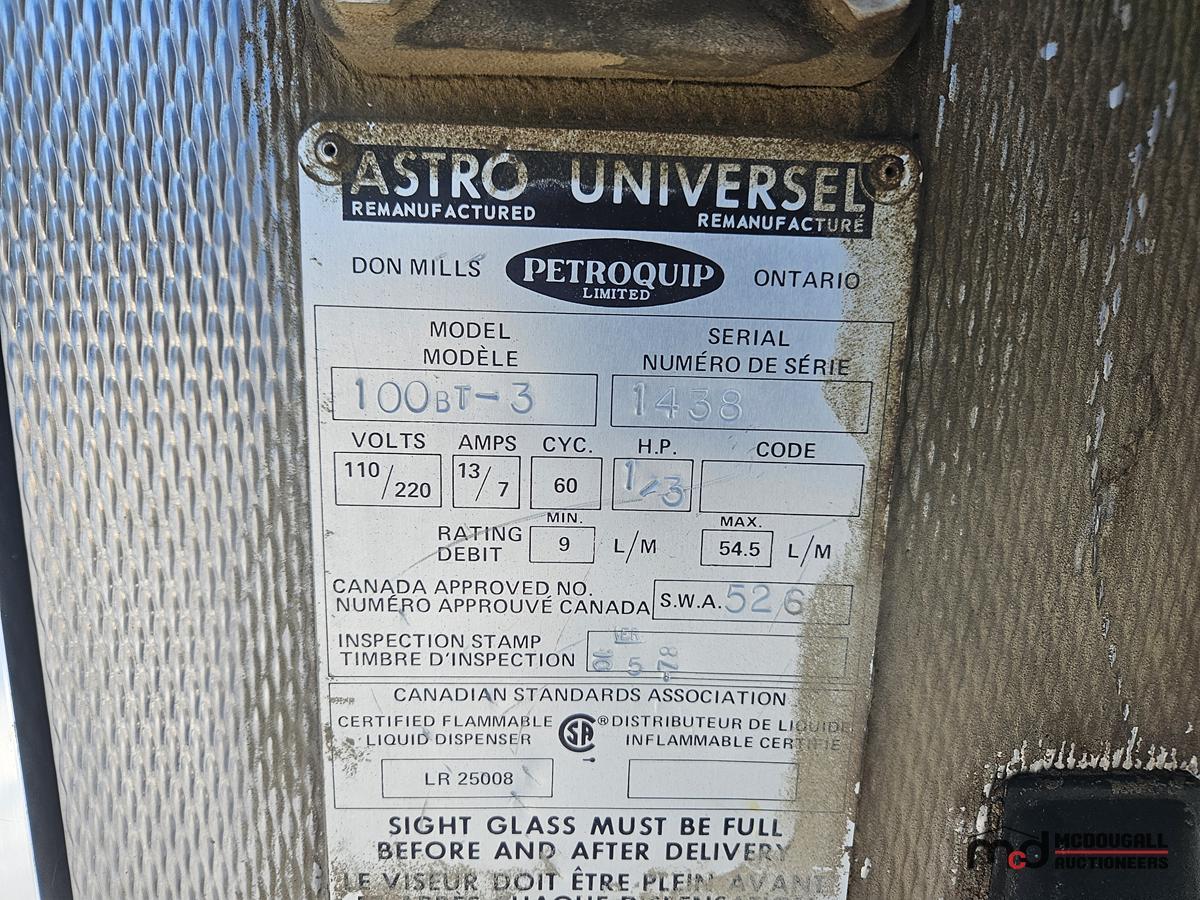 ASTRO UNIVERSEL
REMANUFACTURED REMANUFACTURÉ
DON MILLS PETROQUIP LIMITED ONTARIO
MODEL SERIAL
MODÈLE NUMÉRO DE SÉRIE
100BT-3 1438
VOLTS AMPS CYC. H.P. CODE
110/220 13/7 60 1/3
MIN. MAX.
RATING 9 L/M 54.5 L/M
DEBIT
CANADA APPROVED NO.
NUMÉRO APPROUVÉ CANADA S.W.A. 526
INSPECTION STAMP
TIMBRE D'INSPECTION 5 78
CANADIAN STANDARDS ASSOCIATION
CERTIFIED FLAMMABLE SA ® DISTRIBUTEUR DE LIQUIDE
LIQUID DISPENSER INFLAMMABLE CERTIFIÉ
LR 25008
SIGHT GLASS MUST BE FULL
BEFORE AND AFTER DELIVERY
LE VISEUR DOIT ÊTRE PLEIN AVANT
mcd MCDOUGALL
AUCTIONEERS